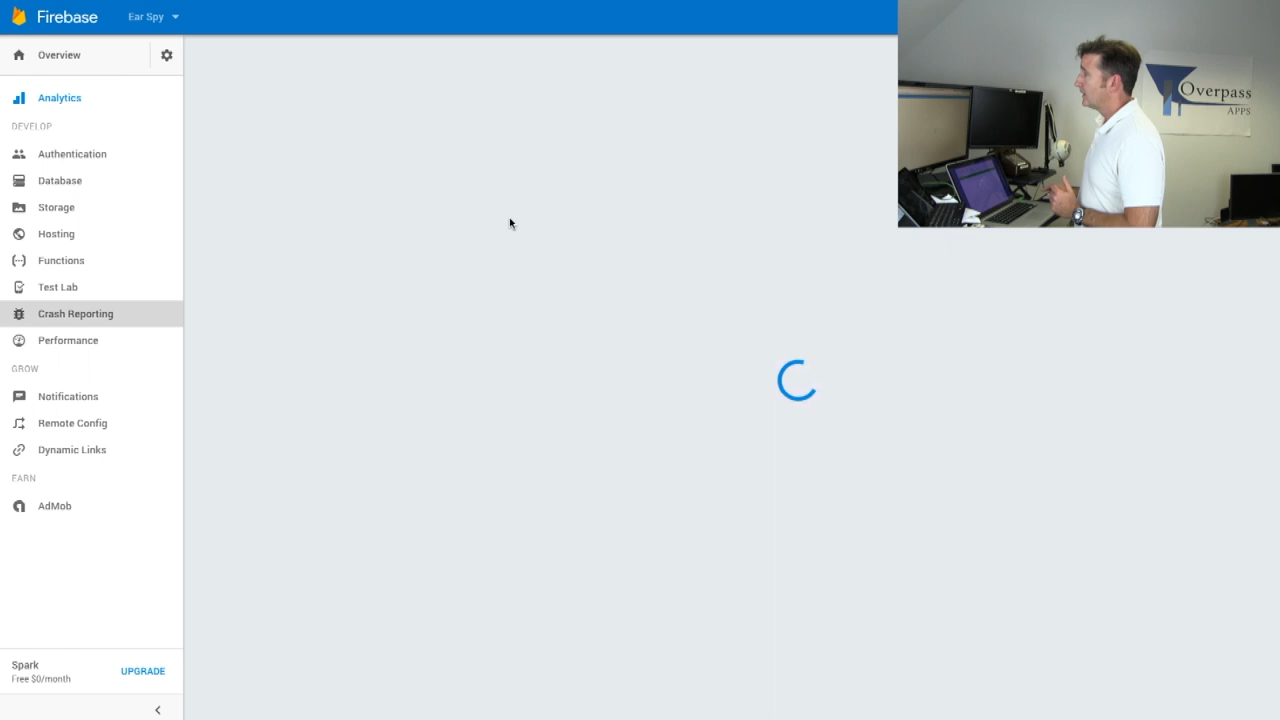 Firebase
Ear Spy
Overview
Analytics
DEVELOP
Authentication
Database
Storage
Hosting
Functions
Test Lab
Crash Reporting
Performance
GROW
Notifications
Remote Config
Dynamic Links
EARN
AdMob
Spark
Free $0/month
UPGRADE
Overpass
APPS